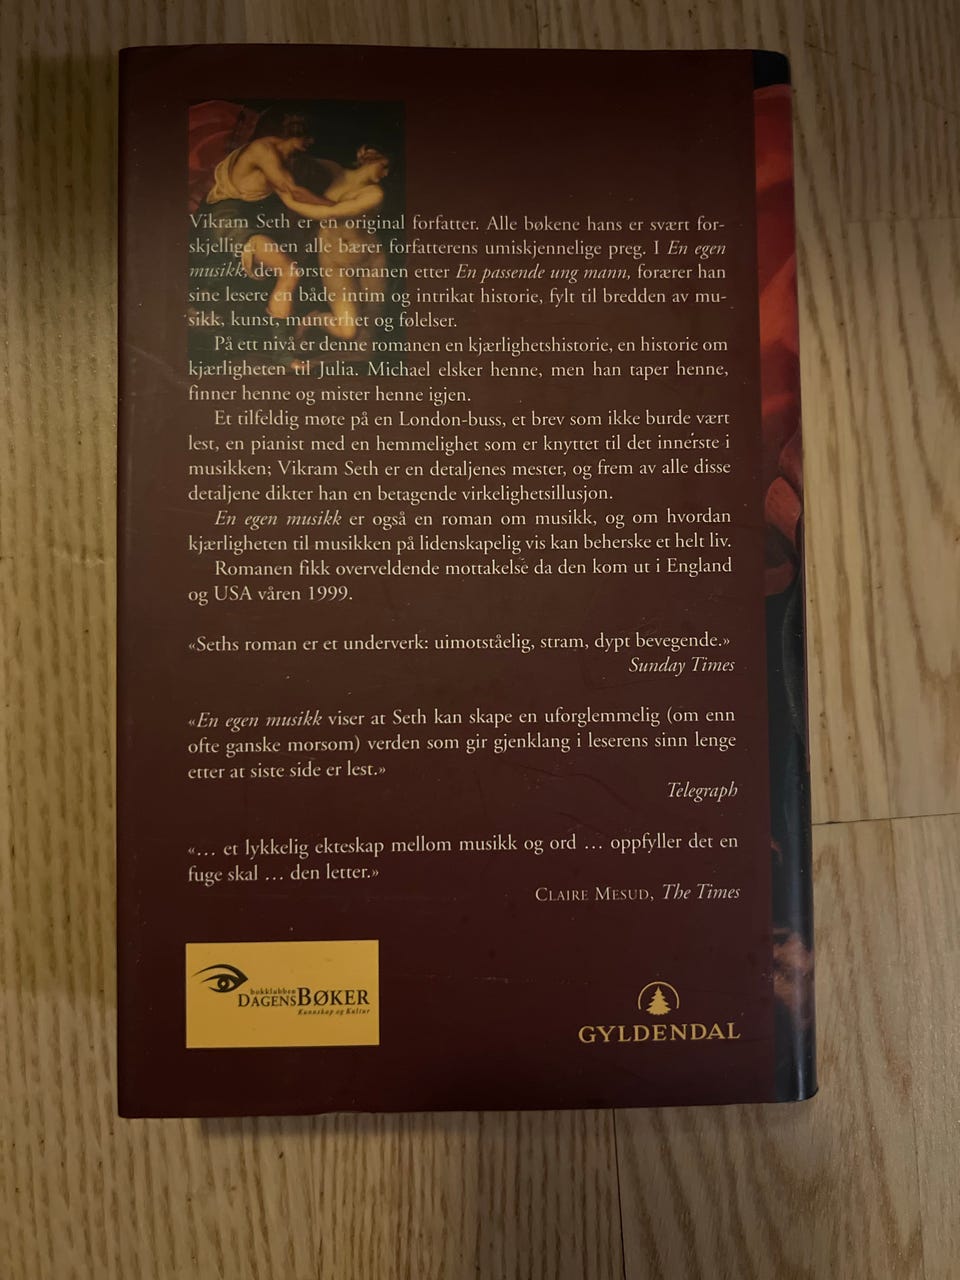 Vikram Seth er en original forfatter. Alle bøkene hans er svært for-
skjellige, men alle bærer forfatterens umiskjennelige preg. I En egen
musikk, den første romanen etter En passende ung mann, forærer han
sine lesere en både intim og intrikat historie, fylt til bredden av mu-
sikk, kunst, munterhet og følelser.
På ett nivå er denne romanen en kjærlighetshistorie, en historie om
kjærligheten til Julia. Michael elsker henne, men han taper henne,
finner henne og mister henne igjen.
Et tilfeldig møte på en London-buss, et brev som ikke burde vært
lest, en pianist med en hemmelighet som er knyttet til det innerste i
musikken; Vikram Seth er en detaljenes mester, og frem av alle disse
detaljene dikter han en betagende virkelighetsillusjon.
En egen musikk er også en roman om musikk, og om hvordan
kjærligheten til musikken på lidenskapelig vis kan beherske et helt liv.
Romanen fikk overveldende mottakelse da den kom ut i England
og USA våren 1999.
«Seths roman er et underverk: uimotståelig, stram, dypt bevegende.»
Sunday Times
«En egen musikk viser at Seth kan skape en uforglemmelig (om enn
ofte ganske morsom) verden som gir gjenklang i leserens sinn lenge
etter at siste side er lest.»
Telegraph
«… et lykkelig ekteskap mellom musikk og ord … oppfyller det en
fuge skal … den letter.»
CLAIRE MESUD, The Times
bokklubben
DAGENSBØKER
Kunnskap og Kultur
GYLDENDAL